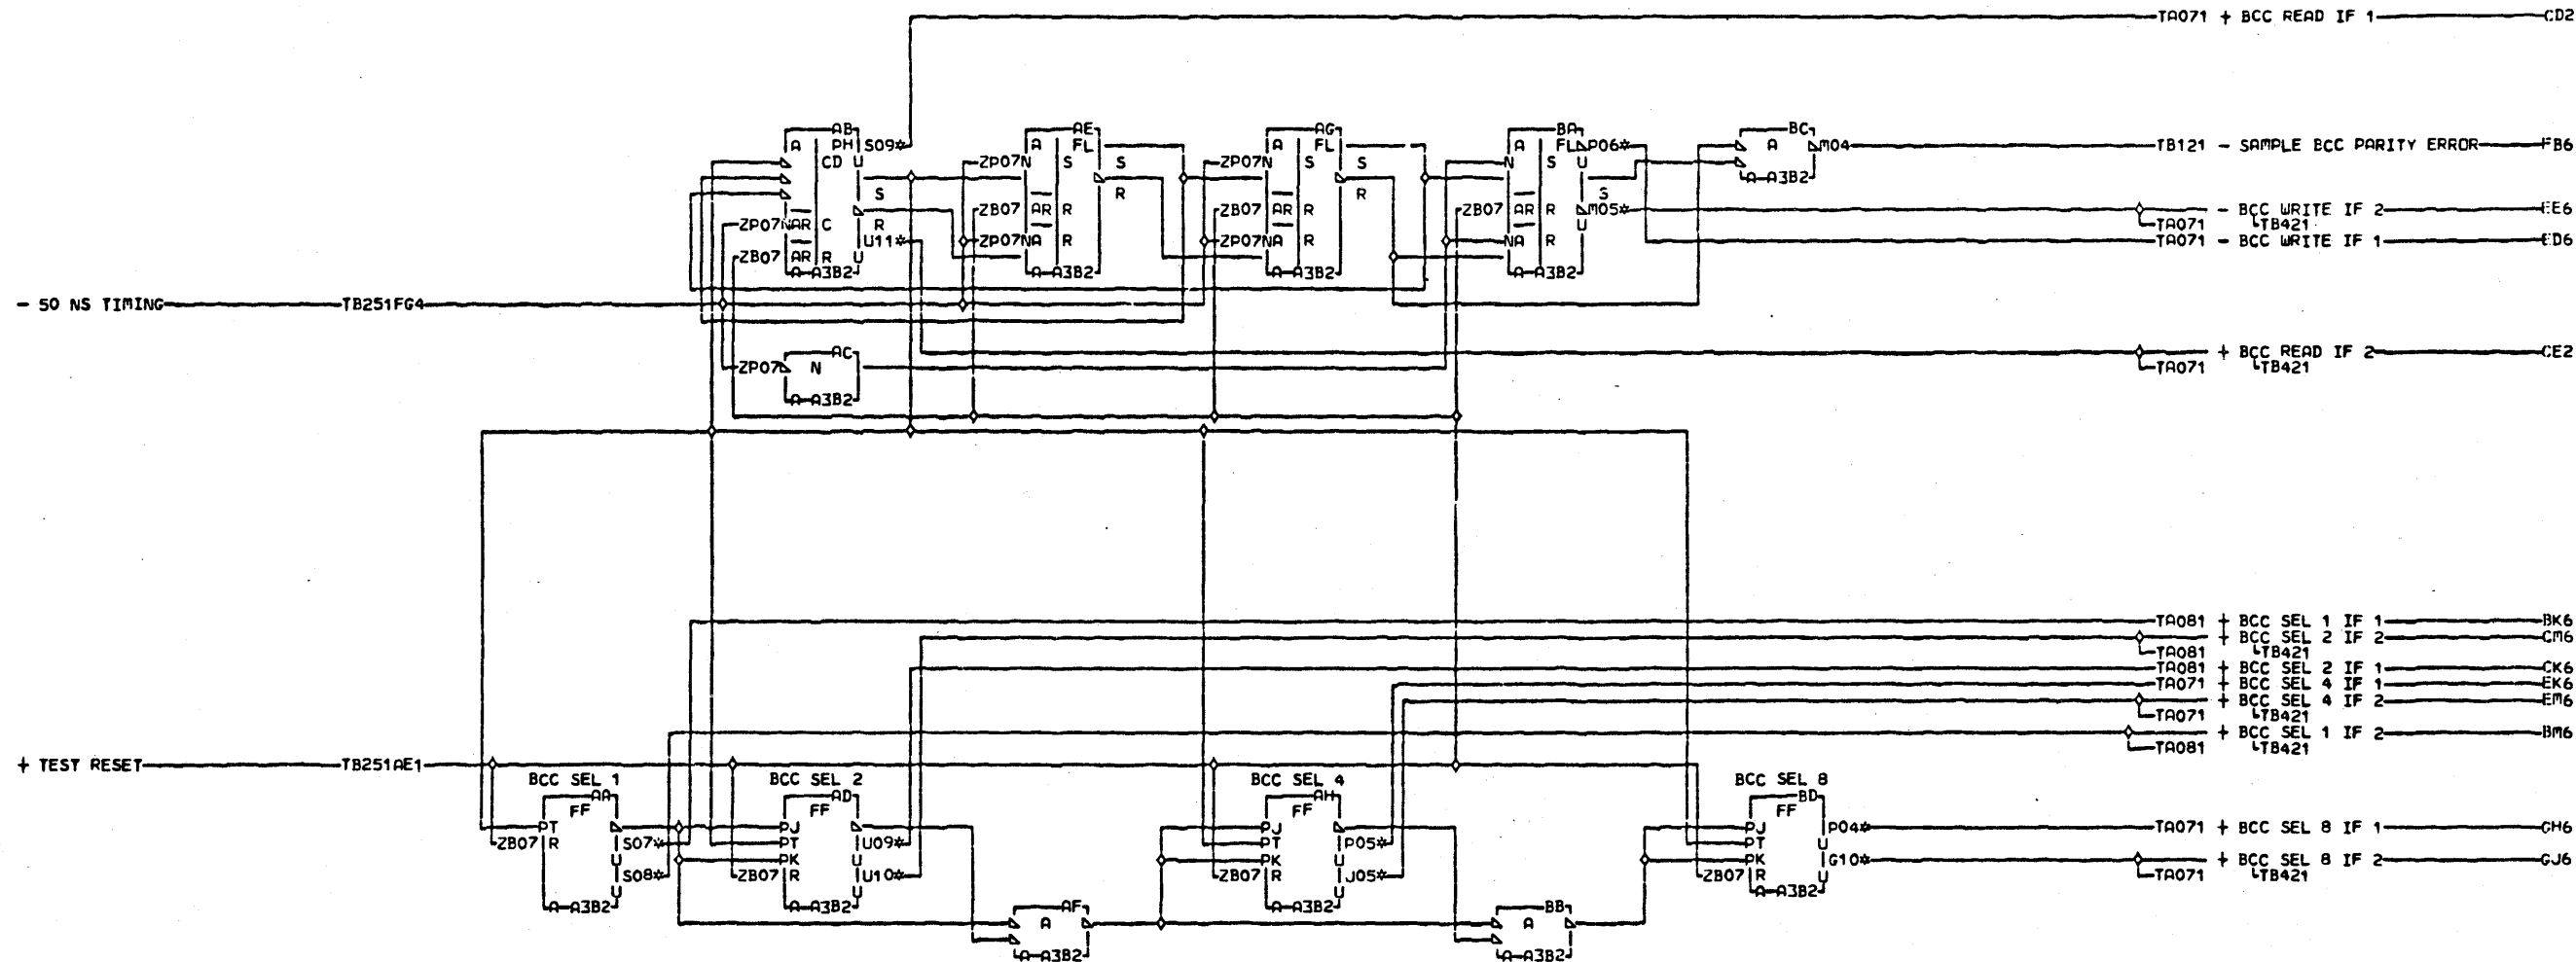 TA071 + BCC READ IF 1 CD2
AB AE AG BA BC
A PH S09* A FL A FL A FL P06* A M04 TB121 - SAMPLE BCC PARITY ERROR FB6
CD U ZP07 N S S ZP07 N S S N S U
A-A3B2
S R R S
ZB07 AR R ZB07 AR R ZB07 AR R M05* - BCC WRITE IF 2 EE6
ZP07 NAR C R U TA071 TB421
U11* ZP07 NA R ZP07 NA R NA R TA071 - BCC WRITE IF 1 ED6
ZB07 AR R U
A-A3B2 A-A3B2 A-A3B2 A-A3B2
- 50 NS TIMING TB251FG4
AC + BCC READ IF 2 CE2
ZP07 N TA071 TB421
A-A3B2
TA081 + BCC SEL 1 IF 1 BK6
+ BCC SEL 2 IF 2 CM6
TA081 TB421
TA081 + BCC SEL 2 IF 1 CK6
TA071 + BCC SEL 4 IF 1 EK6
+ BCC SEL 4 IF 2 EM6
TA071 TB421
+ BCC SEL 1 IF 2 BM6
TA081 TB421
+ TEST RESET TB251AE1
BCC SEL 1 BCC SEL 2 BCC SEL 4 BCC SEL 8
AA AD AH BD
FF FF FF FF
PT PJ PJ PJ P04* TA071 + BCC SEL 8 IF 1 GH6
ZB07 R S07* PT U09* PT P05* PT
U PK U PK U PK G10* + BCC SEL 8 IF 2 GJ6
S08* ZB07 R U10* ZB07 R J05* ZB07 R U TA071 TB421
U U U A-A3B2
A-A3B2 A-A3B2 AF A-A3B2 BB
A A
A-A3B2 A-A3B2